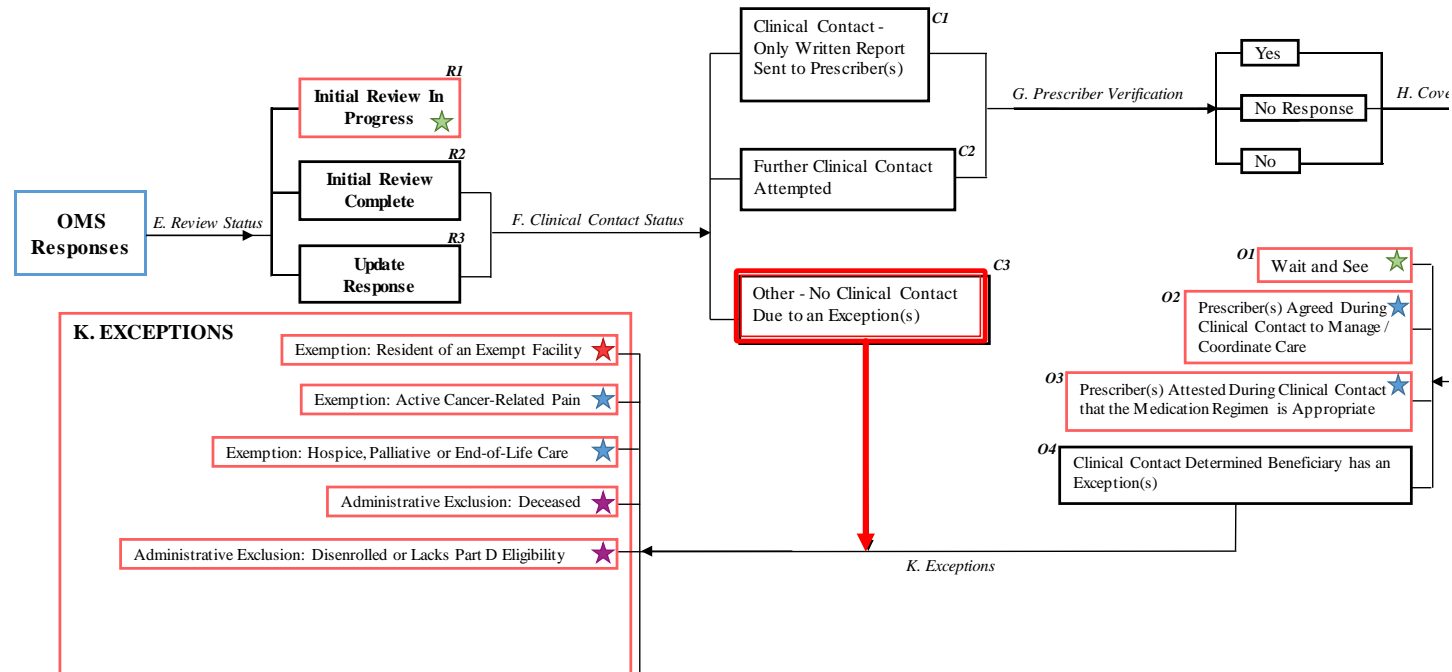 OMS
Responses
E. Review Status
R1
Initial Review In
Progress
R2
Initial Review
Complete
R3
Update
Response
F. Clinical Contact Status
C1
Clinical Contact -
Only Written Report
Sent to Prescriber(s)
C2
Further Clinical Contact
Attempted
C3
Other - No Clinical Contact
Due to an Exception(s)
G. Prescriber Verification
Yes
No Response
No
H. Cove
O1
Wait and See
O2
Prescriber(s) Agreed During
Clinical Contact to Manage /
Coordinate Care
O3
Prescriber(s) Attested During Clinical Contact
that the Medication Regimen is Appropriate
O4
Clinical Contact Determined Beneficiary has an
Exception(s)
K. Exceptions
K. EXCEPTIONS
Exemption: Resident of an Exempt Facility
Exemption: Active Cancer-Related Pain
Exemption: Hospice, Palliative or End-of-Life Care
Administrative Exclusion: Deceased
Administrative Exclusion: Disenrolled or Lacks Part D Eligibility